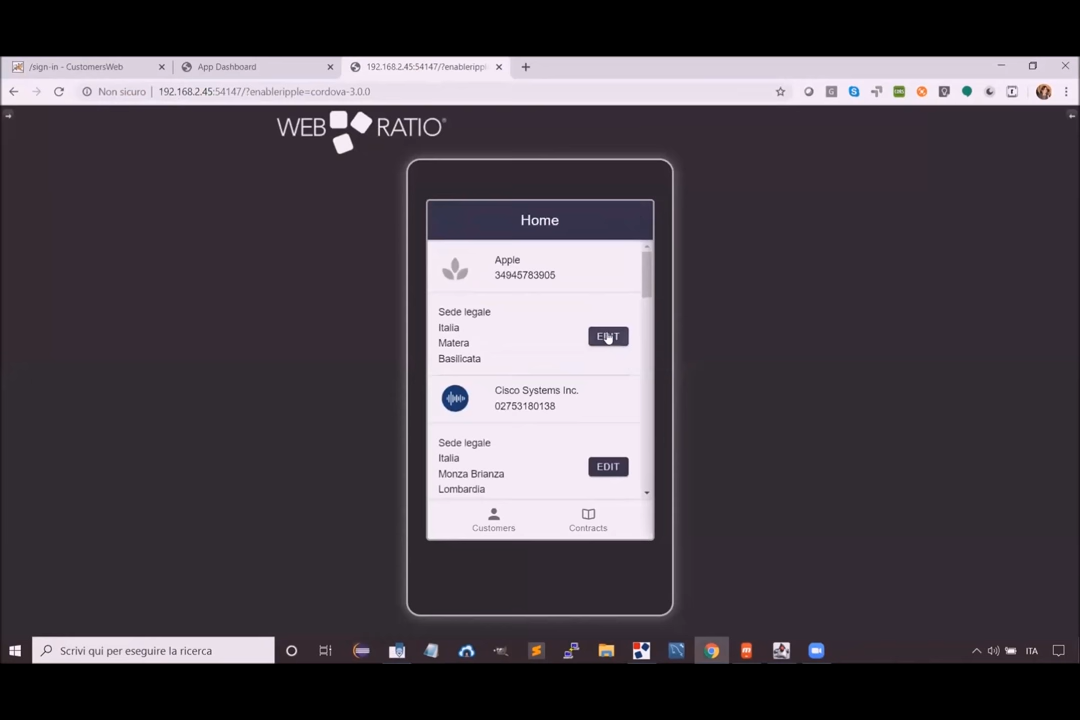 /sign-in - CustomersWeb
App Dashboard
192.168.2.45:54147/?enableripple
Non sicuro
192.168.2.45:54147/?enableripple=cordova-3.0.0
WEB RATIO
Home
Apple
34945783905
Sede legale
Italia
Matera
Basilicata
EDIT
Cisco Systems Inc.
02753180138
Sede legale
Italia
Monza Brianza
Lombardia
EDIT
Customers
Contracts
Scrivi qui per eseguire la ricerca
ITA